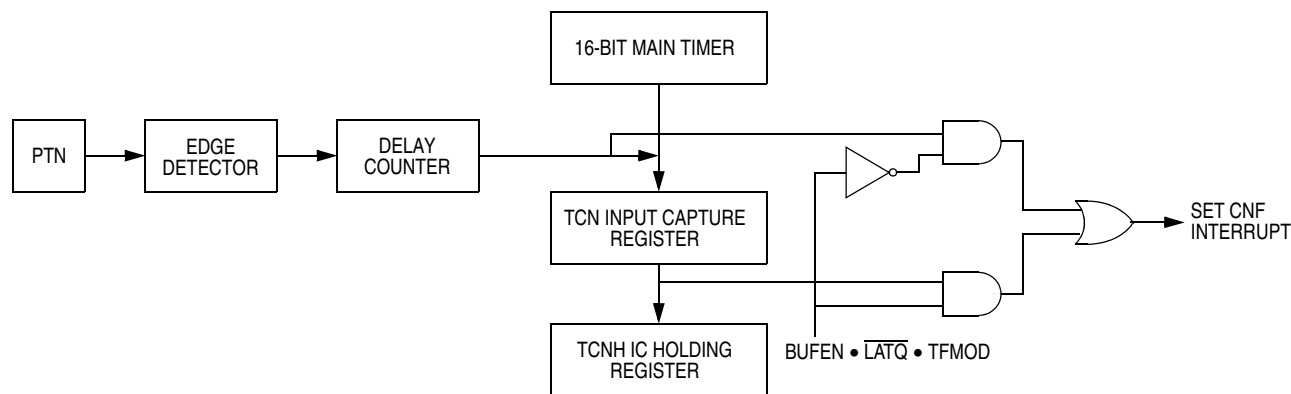 16-BIT MAIN TIMER
PTN
EDGE
DETECTOR
DELAY
COUNTER
TCN INPUT CAPTURE
REGISTER
SET CNF
INTERRUPT
TCNH IC HOLDING
REGISTER
BUFEN • L̅A̅T̅Q̅ • TFMOD